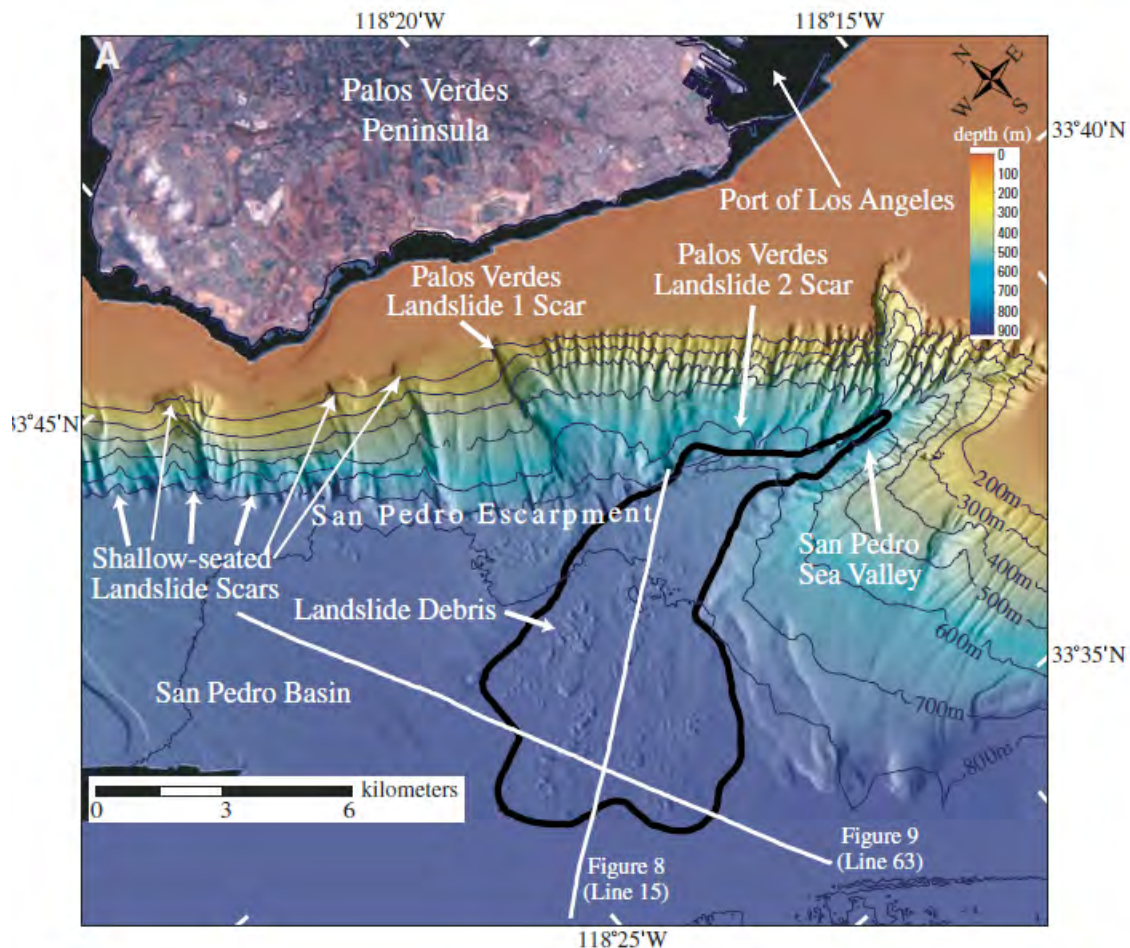 118°20'W
118°15'W
A
Palos Verdes
Peninsula
N
E
W
S
depth (m)
0
100
200
300
400
500
600
700
800
900
33°40'N
Port of Los Angeles
Palos Verdes
Landslide 1 Scar
Palos Verdes
Landslide 2 Scar
33°45'N
200m
300m
400m
500m
600m
700m
800m
San Pedro Escarpment
San Pedro
Sea Valley
Shallow-seated
Landslide Scars
Landslide Debris
33°35'N
San Pedro Basin
kilometers
0
3
6
Figure 8
(Line 15)
Figure 9
(Line 63)
118°25'W